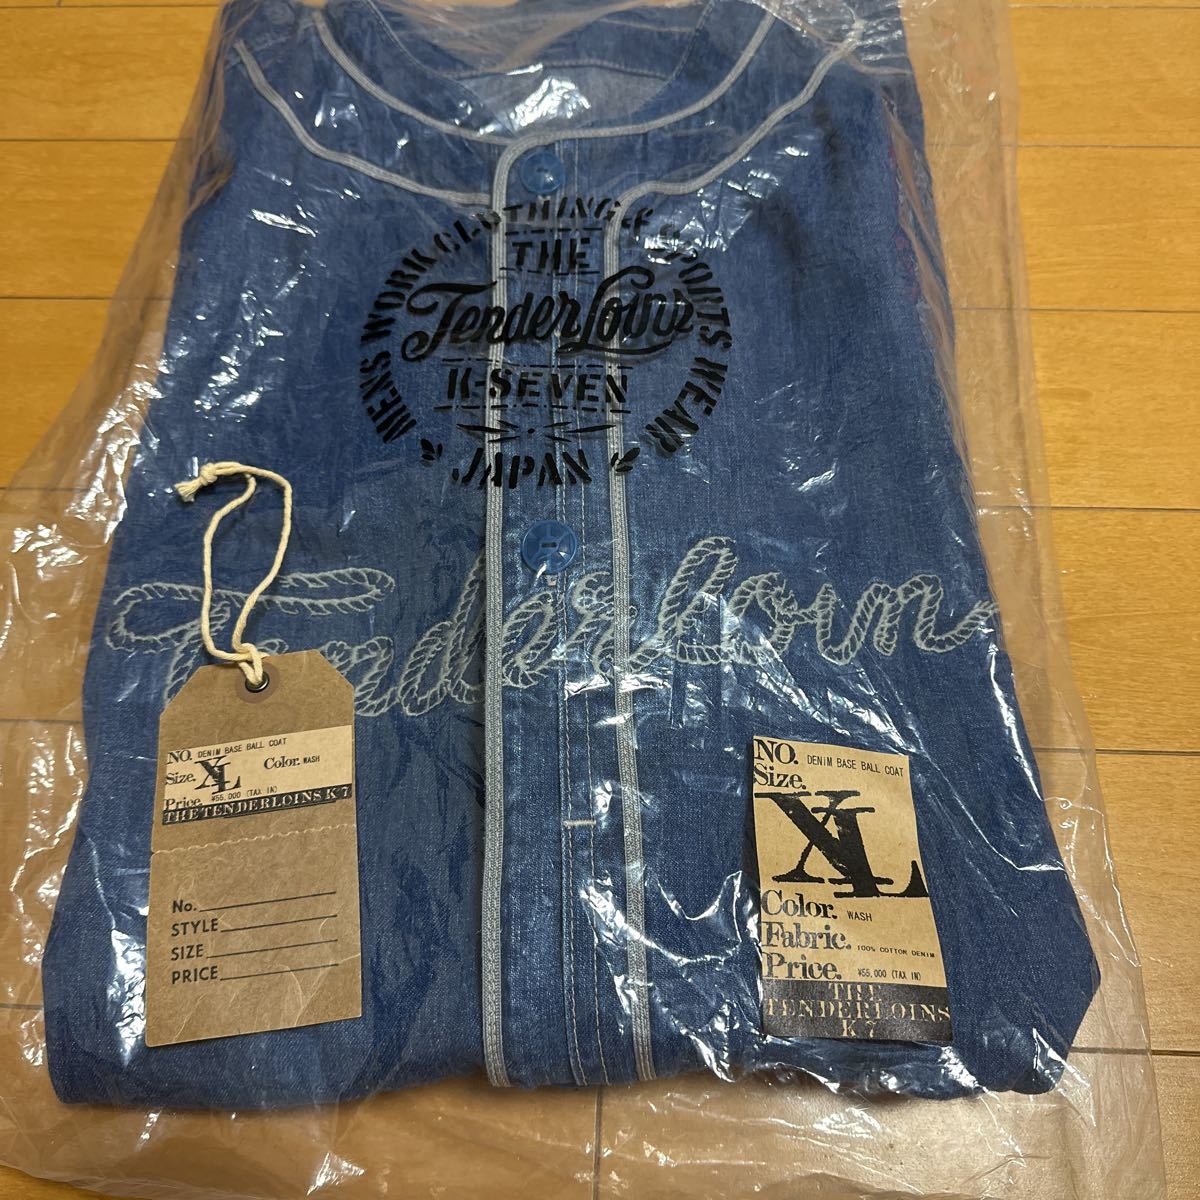 MENS WORK CLOTHING & SPORTS WEAR
THE
TenderLoins
K-SEVEN
JAPAN
Tenderloin
NO. DENIM BASE BALL COAT
Size. XL Color. WASH
Price. ¥55,000 (TAX IN)
THE TENDERLOINS K7
No.
STYLE
SIZE
PRICE
NO. DENIM BASE BALL COAT
Size.
XL
Color. WASH
Fabric. 100% COTTON DENIM
Price. ¥55,000 (TAX IN)
THE
TENDERLOINS
K7